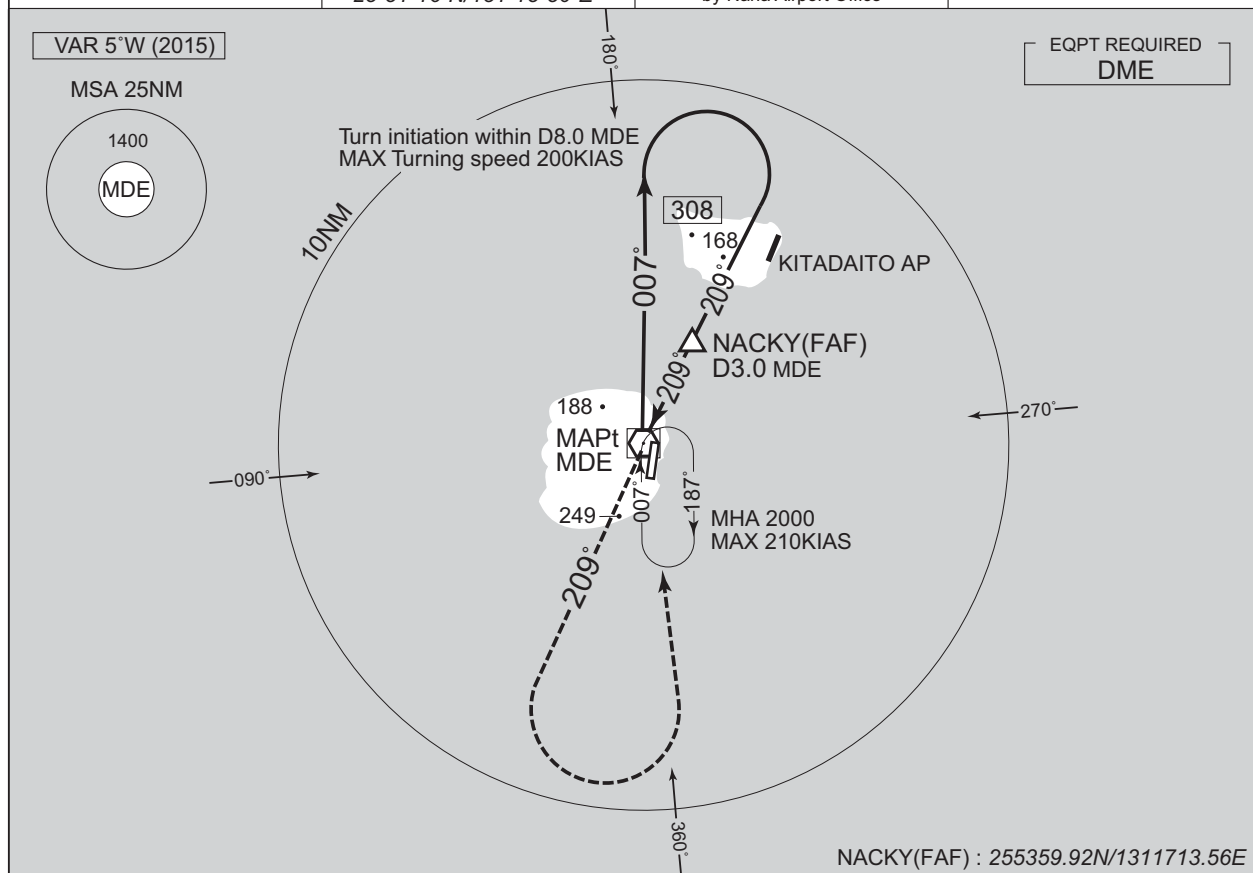 VAR 5°W (2015)
MSA 25NM
1400
MDE
180°
EQPT REQUIRED
DME
Turn initiation within D8.0 MDE
MAX Turning speed 200KIAS
10NM
308
168
KITADAITO AP
007°
209°
NACKY(FAF)
D3.0 MDE
209°
270°
188
MAPt
MDE
090°
249
007°
187°
MHA 2000
MAX 210KIAS
209°
360°
NACKY(FAF) : 255359.92N/1311713.56E